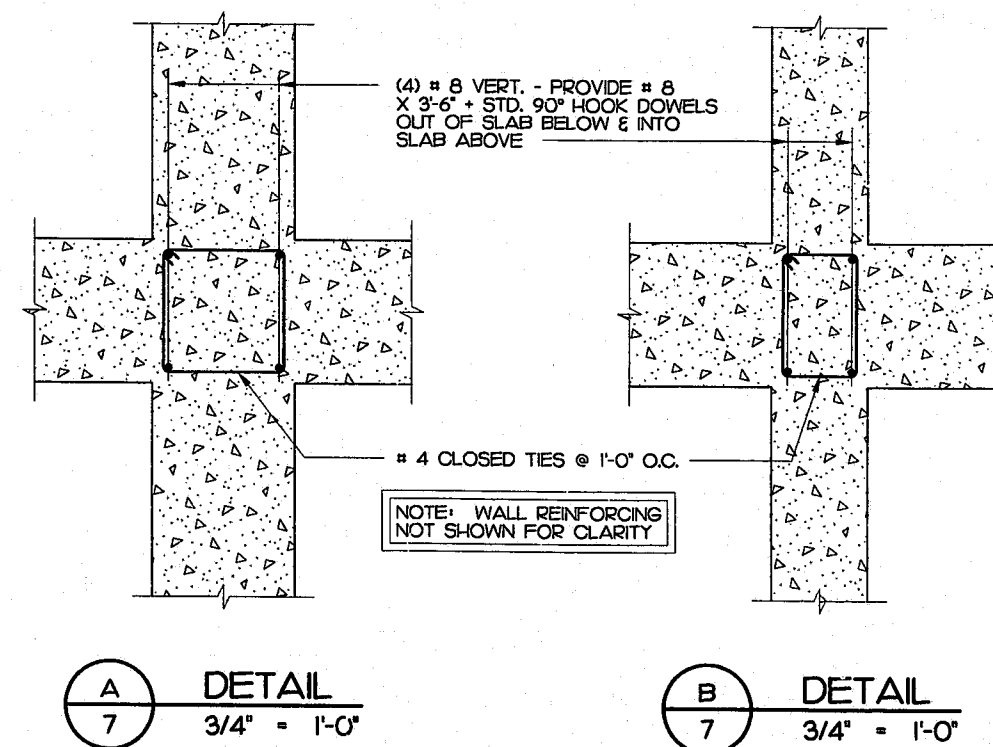 (4) # 8 VERT. - PROVIDE # 8
X 3'-6" + STD. 90° HOOK DOWELS
OUT OF SLAB BELOW & INTO
SLAB ABOVE
# 4 CLOSED TIES @ 1'-0" O.C.
NOTE: WALL REINFORCING
NOT SHOWN FOR CLARITY
A
7
DETAIL
3/4" = 1'-0"
B
7
DETAIL
3/4" = 1'-0"